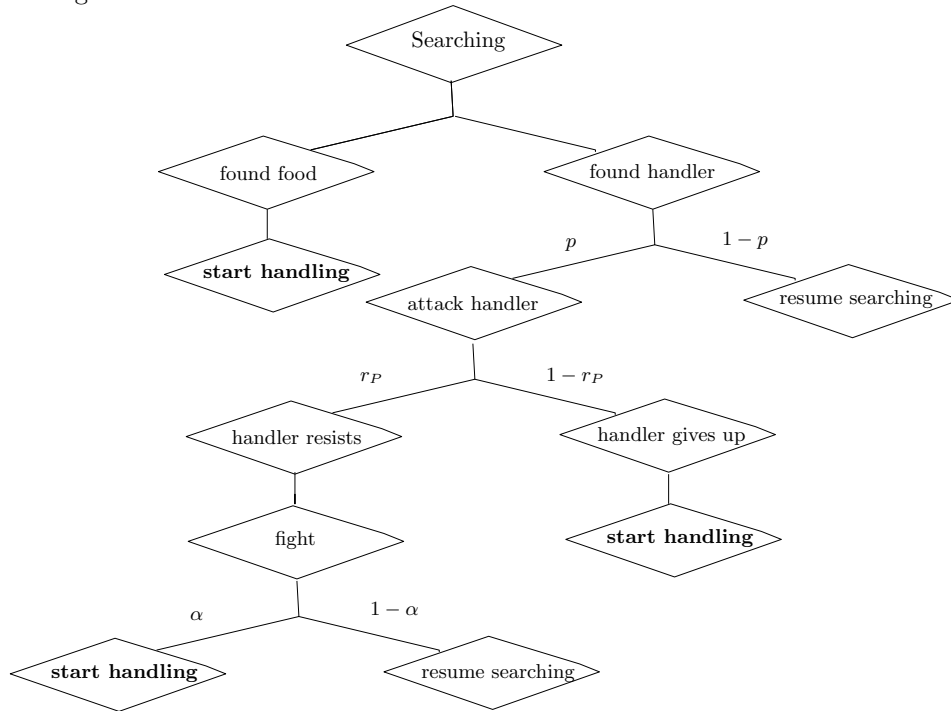 Searching
found food
found handler
p
1 − p
start handling
attack handler
resume searching
r_P
1 − r_P
handler resists
handler gives up
fight
start handling
α
1 − α
start handling
resume searching